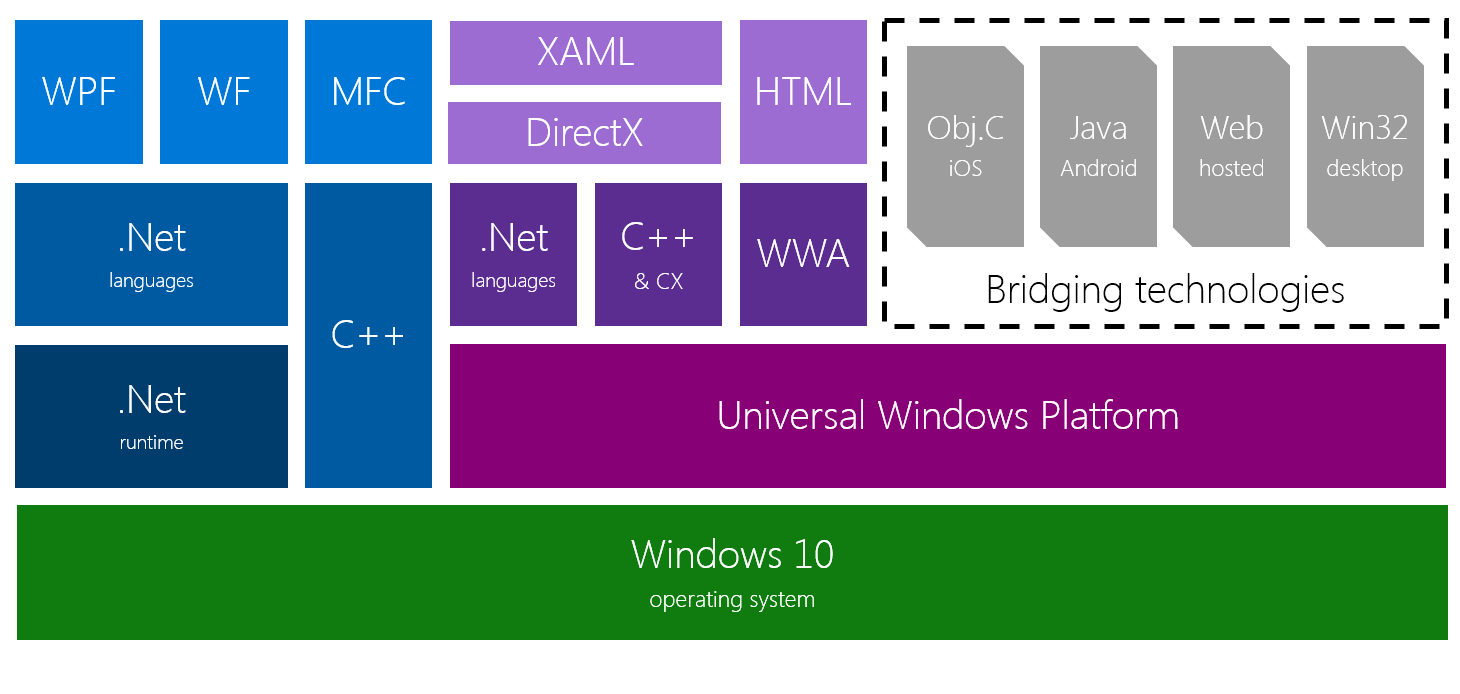 WPF
WF
MFC
XAML
DirectX
HTML
Obj.C
iOS
Java
Android
Web
hosted
Win32
desktop
Bridging technologies
.Net
languages
C++
.Net
languages
C++
& CX
WWA
.Net
runtime
Universal Windows Platform
Windows 10
operating system